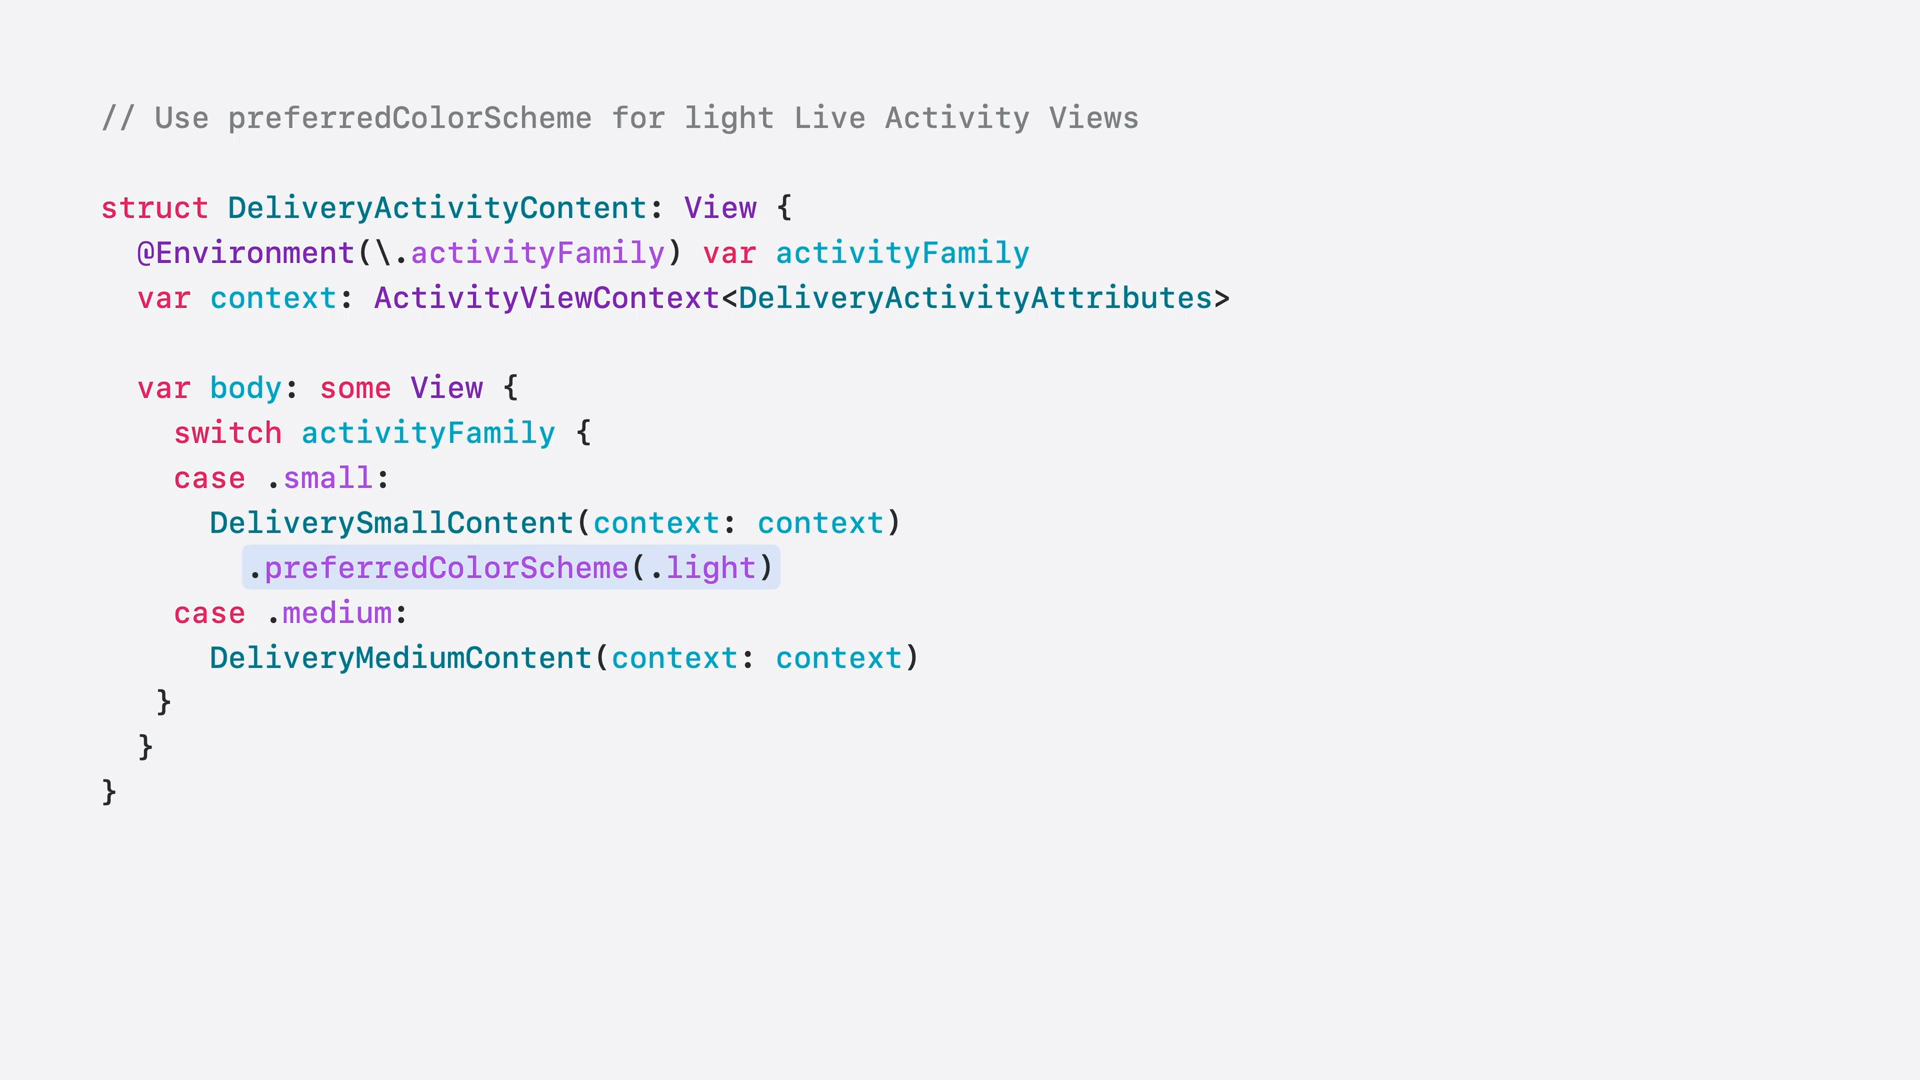 // Use preferredColorScheme for light Live Activity Views
struct DeliveryActivityContent: View {
@Environment(\.activityFamily) var activityFamily
var context: ActivityViewContext<DeliveryActivityAttributes>
var body: some View {
switch activityFamily {
case .small:
DeliverySmallContent(context: context)
.preferredColorScheme(.light)
case .medium:
DeliveryMediumContent(context: context)
}
}
}